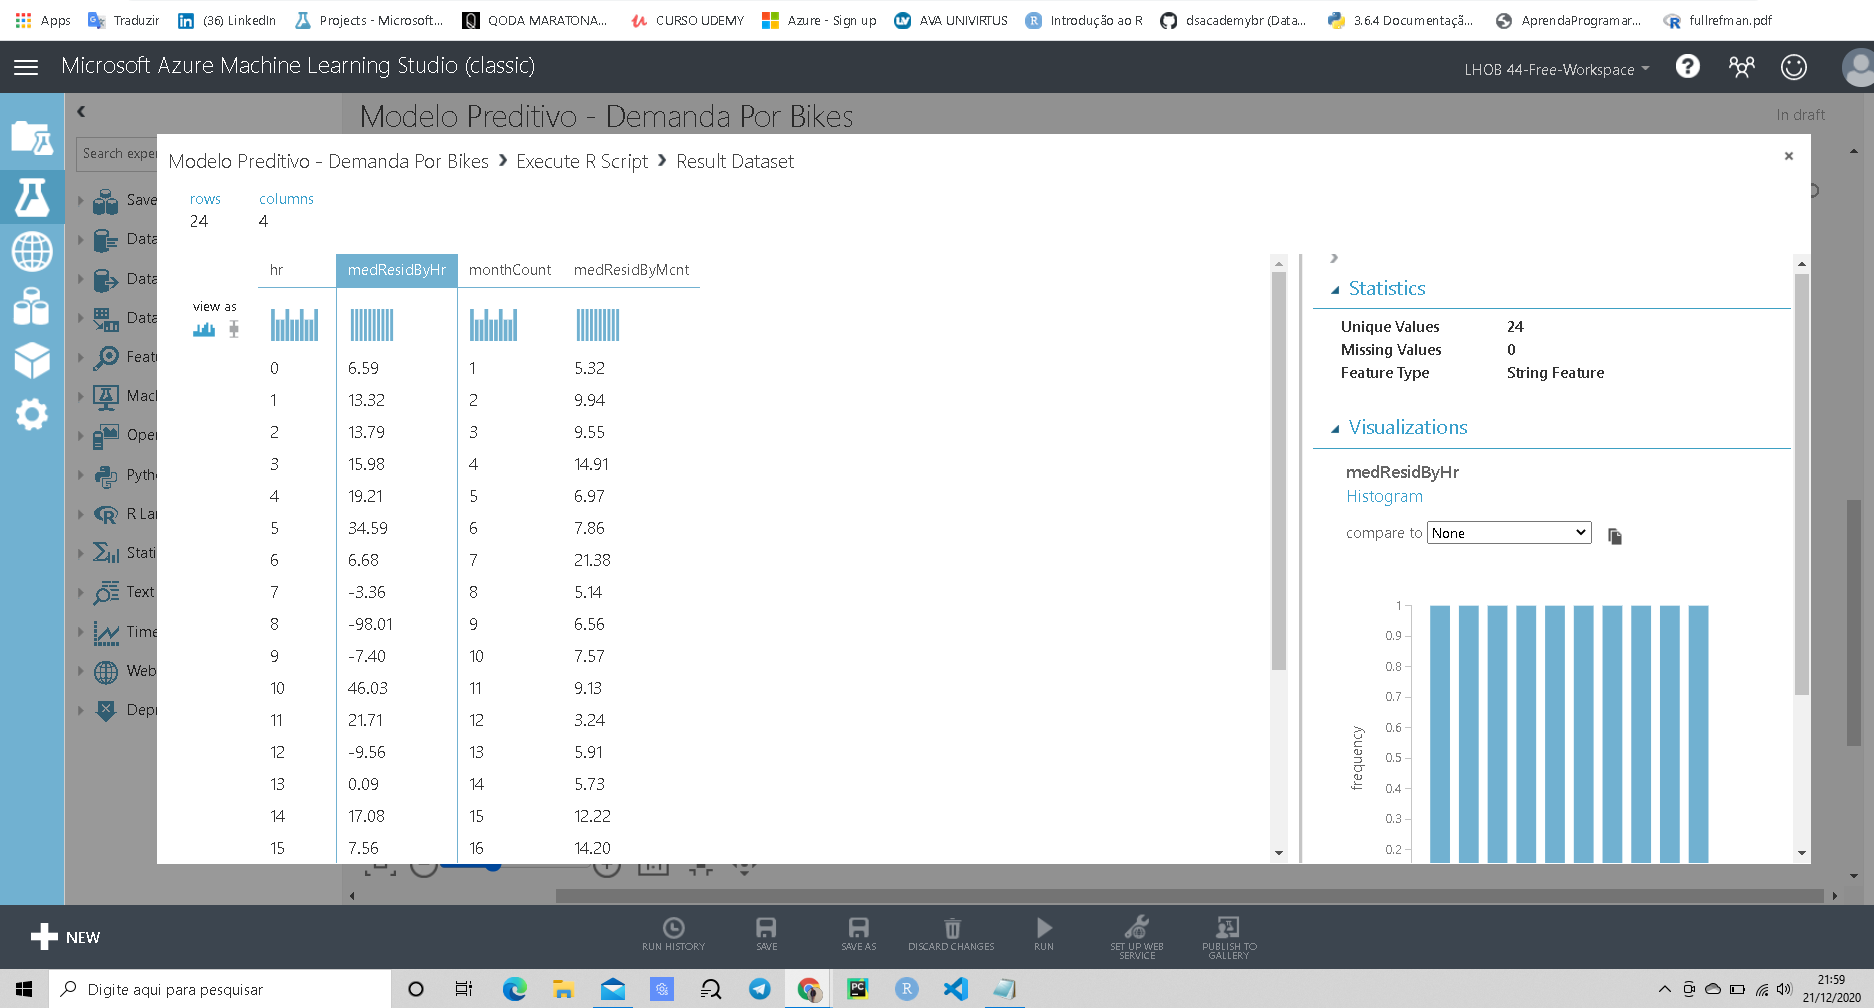 Apps Traduzir (36) LinkedIn Projects - Microsoft... QODA MARATONA... CURSO UDEMY Azure - Sign up AVA UNIVIRTUS Introdução ao R dsacademybr (Data... 3.6.4 Documentaçã... AprendaProgramar... fullrefman.pdf
Microsoft Azure Machine Learning Studio (classic) LHOB 44-Free-Workspace
Modelo Preditivo - Demanda Por Bikes In draft
Search exper
Modelo Preditivo - Demanda Por Bikes > Execute R Script > Result Dataset ×
rows columns
24 4
Save
Data
Data
Data
Featu
Mac
Oper
Pytho
R Lan
Stati
Text
Time
Web
Depr
hr medResidByHr monthCount medResidByMcnt
view as
0 6.59 1 5.32
1 13.32 2 9.94
2 13.79 3 9.55
3 15.98 4 14.91
4 19.21 5 6.97
5 34.59 6 7.86
6 6.68 7 21.38
7 -3.36 8 5.14
8 -98.01 9 6.56
9 -7.40 10 7.57
10 46.03 11 9.13
11 21.71 12 3.24
12 -9.56 13 5.91
13 0.09 14 5.73
14 17.08 15 12.22
15 7.56 16 14.20
Statistics
Unique Values 24
Missing Values 0
Feature Type String Feature
Visualizations
medResidByHr
Histogram
compare to None
1
0.9
0.8
0.7
0.6
0.5
0.4
0.3
0.2
frequency
1:1
NEW
RUN HISTORY SAVE SAVE AS DISCARD CHANGES RUN SET UP WEB SERVICE PUBLISH TO GALLERY
Digite aqui para pesquisar
PC
21:59
21/12/2020